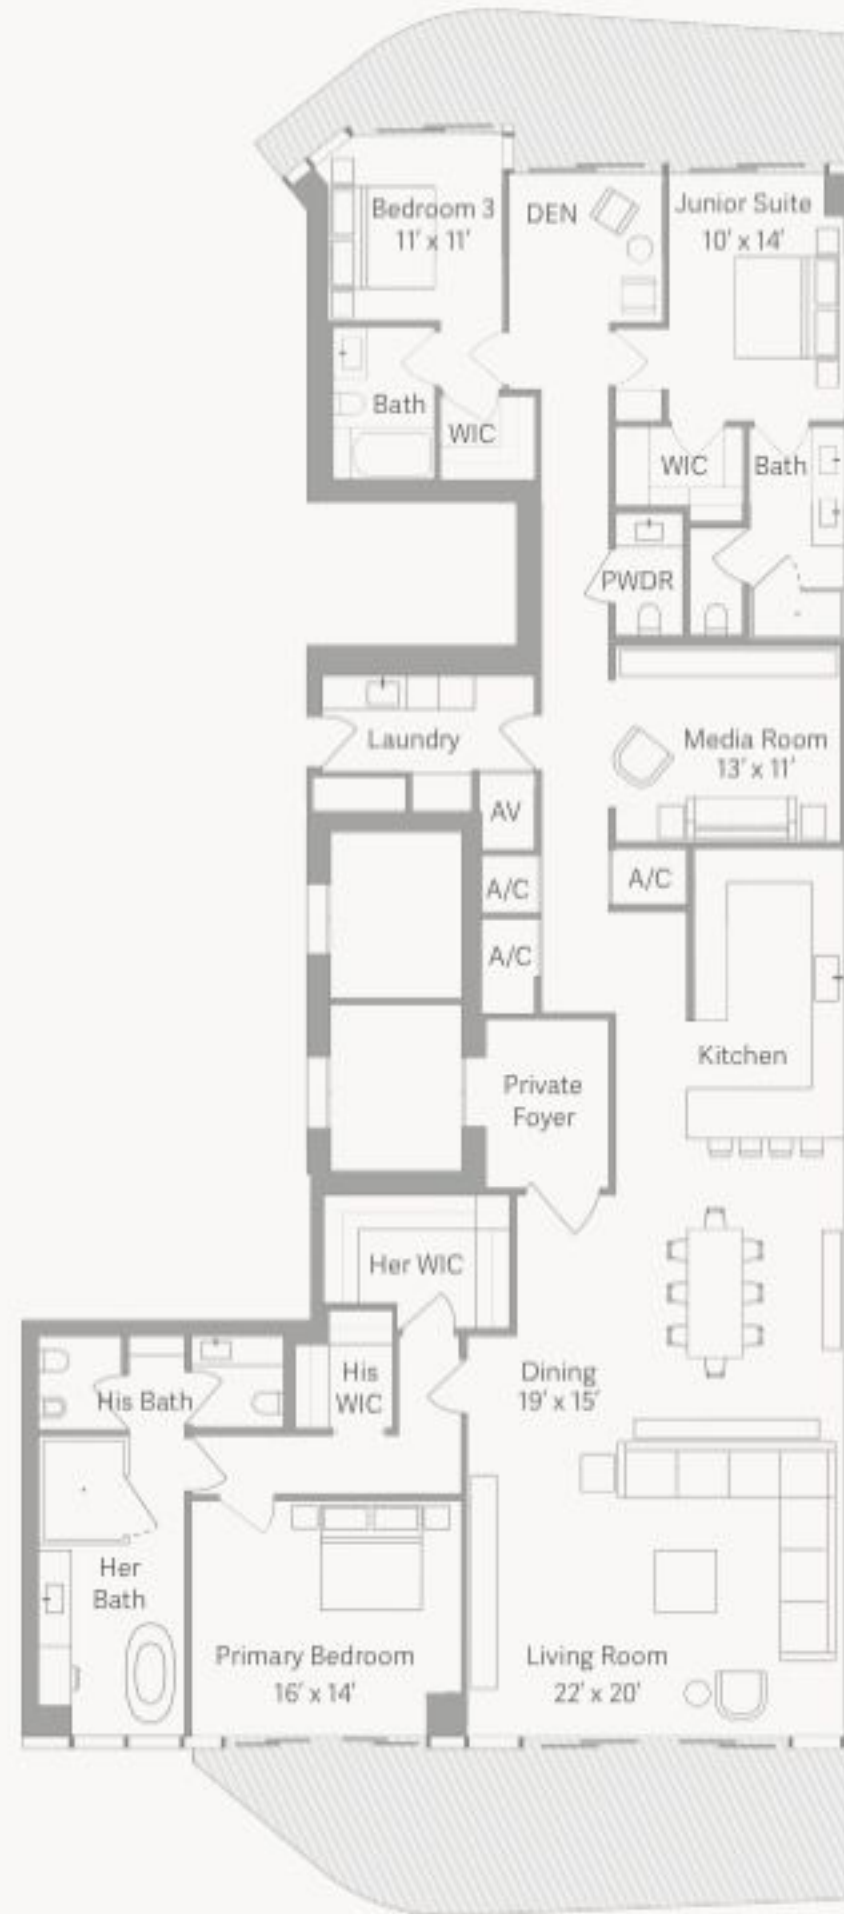 Bedroom 3
11' x 11'
DEN
Junior Suite
10' x 14'
Bath
WIC
WIC
Bath
PWDR
Laundry
Media Room
13' x 11'
AV
A/C
A/C
A/C
Kitchen
Private
Foyer
Her WIC
His
WIC
Dining
19' x 15'
His Bath
Her
Bath
Primary Bedroom
16' x 14'
Living Room
22' x 20'